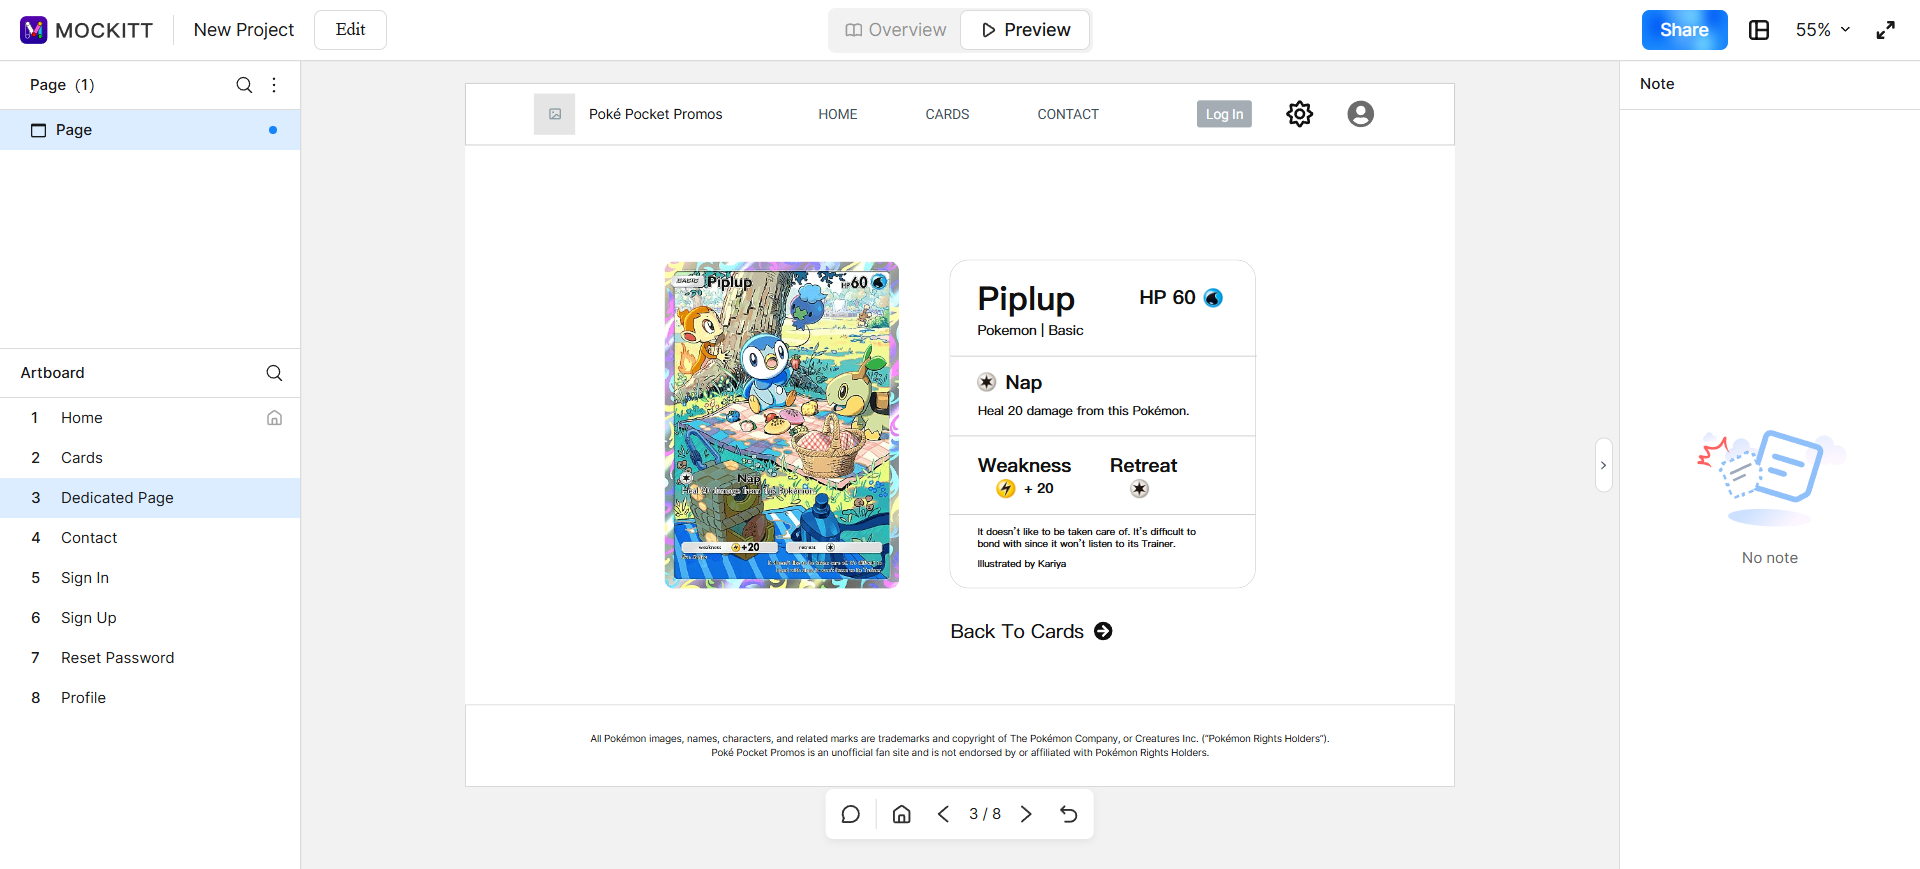 MOCKITT
New Project
Edit
Overview
Preview
Share
55%
Page (1)
Page
Artboard
1 Home
2 Cards
3 Dedicated Page
4 Contact
5 Sign In
6 Sign Up
7 Reset Password
8 Profile
Poké Pocket Promos
HOME
CARDS
CONTACT
Log In
BASIC Piplup HP 60
Nap
Heal 20 damage from this Pokémon.
weakness +20 retreat
Piplup
HP 60
Pokemon | Basic
Nap
Heal 20 damage from this Pokémon.
Weakness Retreat
+ 20
It doesn't like to be taken care of. It's difficult to
bond with since it won't listen to its Trainer.
Illustrated by Kariya
Back To Cards
All Pokémon images, names, characters, and related marks are trademarks and copyright of The Pokémon Company, or Creatures Inc. ("Pokémon Rights Holders").
Poké Pocket Promos is an unofficial fan site and is not endorsed by or affiliated with Pokémon Rights Holders.
3 / 8
Note
No note